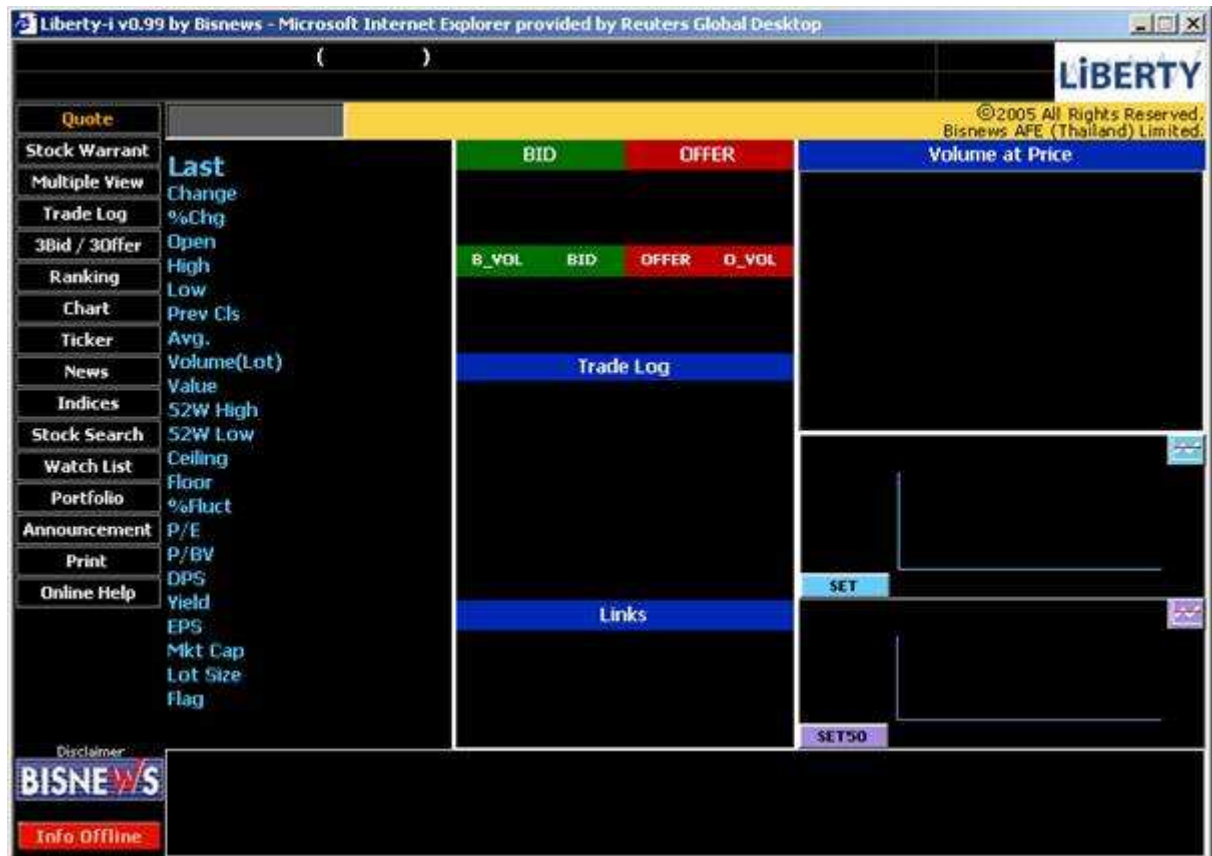 Liberty-i v0.99 by Bisnews - Microsoft Internet Explorer provided by Reuters Global Desktop
( )
LiBERTY
©2005 All Rights Reserved.
Bisnews AFE (Thailand) Limited.
Quote
Stock Warrant
Multiple View
Trade Log
3Bid / 3Offer
Ranking
Chart
Ticker
News
Indices
Stock Search
Watch List
Portfolio
Announcement
Print
Online Help
Disclaimer
BISNEWS
Info Offline
Last
Change
%Chg
Open
High
Low
Prev Cls
Avg.
Volume(Lot)
Value
52W High
52W Low
Ceiling
Floor
%Fluct
P/E
P/BV
DPS
Yield
EPS
Mkt Cap
Lot Size
Flag
BID OFFER
B_VOL BID OFFER O_VOL
Trade Log
Links
Volume at Price
SET
SET50